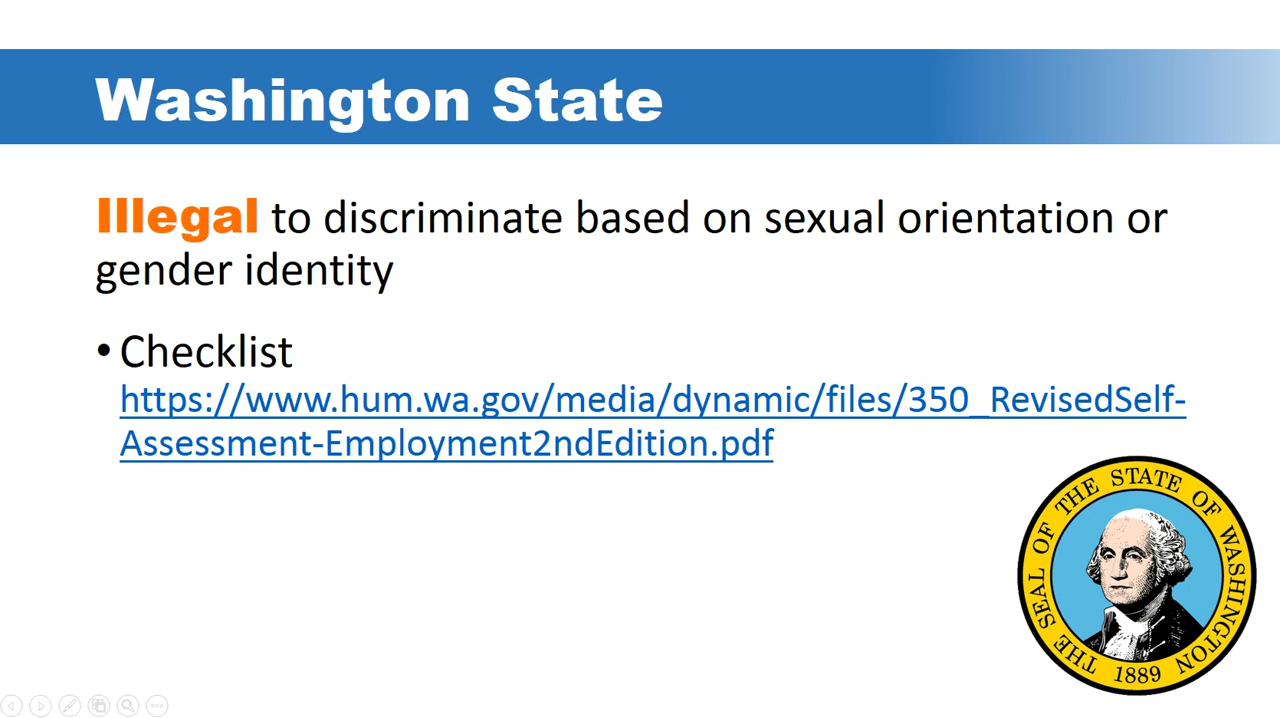 Washington State
Illegal to discriminate based on sexual orientation or
gender identity
• Checklist
https://www.hum.wa.gov/media/dynamic/files/350_RevisedSelf-
Assessment-Employment2ndEdition.pdf
THE SEAL OF THE STATE OF WASHINGTON
1889